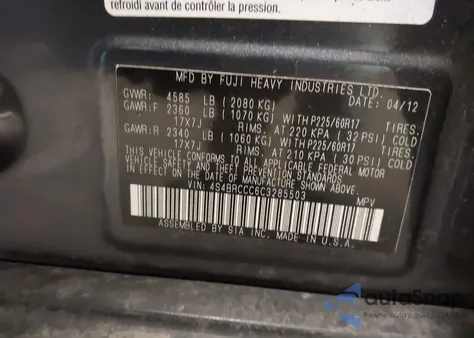 refroidi avant de contrôler la pression.
MFD BY FUJI HEAVY INDUSTRIES LTD.
GVWR: 4585 LB (2080 KG) DATE: 04/12
GAWR:F 2360 LB (1070 KG) WITH P225/60R17 TIRES.
17X7J RIMS. AT 220 KPA (32 PSI) COLD
GAWR:R 2340 LB (1060 KG) WITH P225/60R17 TIRES.
17X7J RIMS. AT 210 KPA (30 PSI) COLD
THIS VEHICLE CONFORMS TO ALL APPLICABLE FEDERAL MOTOR
VEHICLE SAFETY AND THEFT PREVENTION STANDARDS
IN EFFECT ON THE DATE OF MANUFACTURE SHOWN ABOVE.
VIN: 4S4BRCCC6C3285503 MPV
ASSEMBLED BY SIA INC. MADE IN U.S.A.
autoSnap